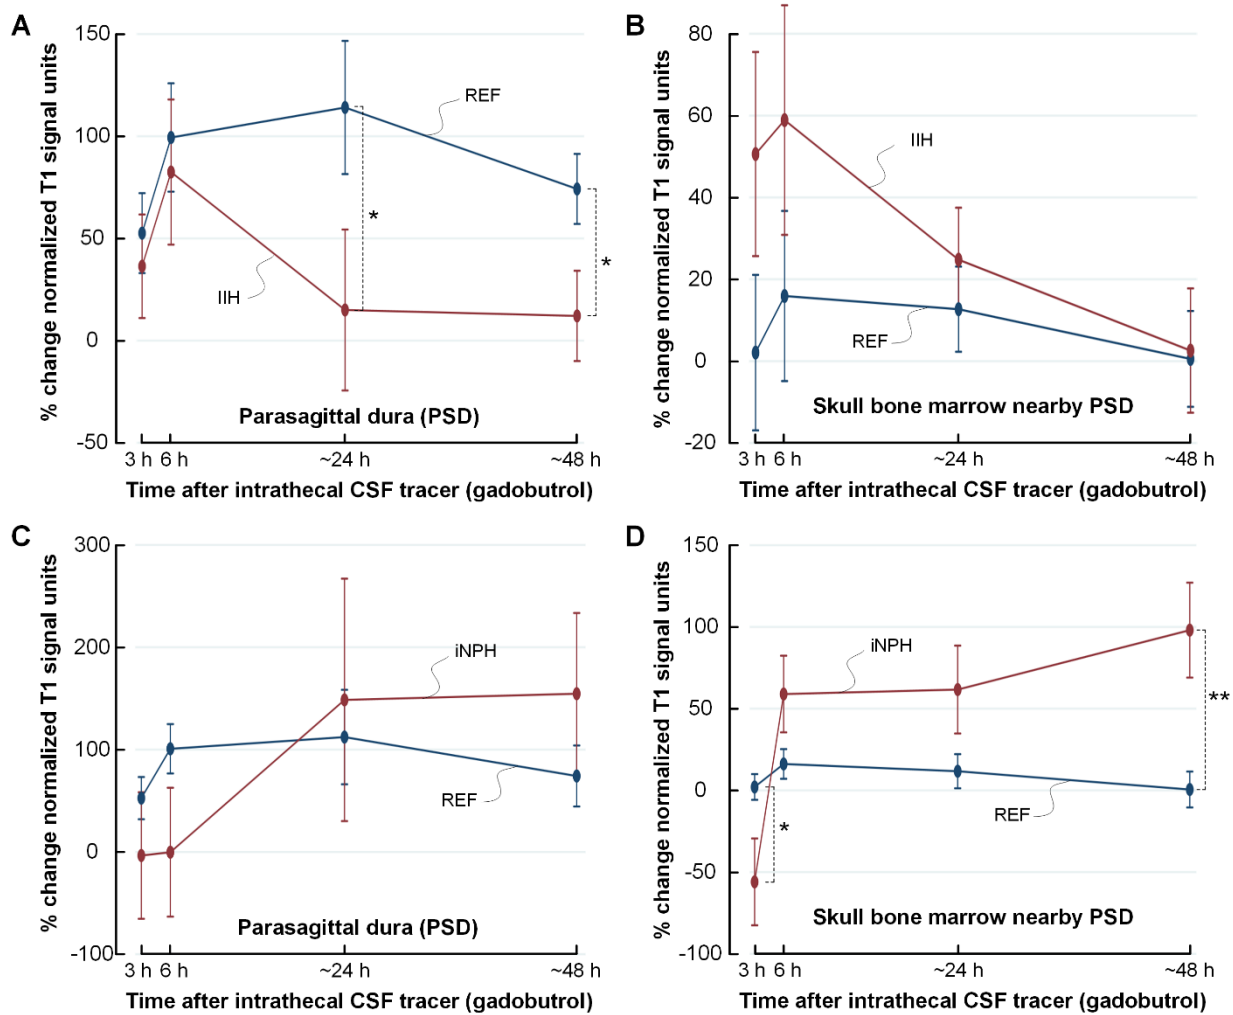 A
% change normalized T1 signal units
150
100
50
0
-50
REF
IIH
*
*
Parasagittal dura (PSD)
3 h 6 h ~24 h ~48 h
Time after intrathecal CSF tracer (gadobutrol)
B
% change normalized T1 signal units
80
60
40
20
0
-20
IIH
REF
Skull bone marrow nearby PSD
3 h 6 h ~24 h ~48 h
Time after intrathecal CSF tracer (gadobutrol)
C
% change normalized T1 signal units
300
200
100
0
-100
iNPH
REF
Parasagittal dura (PSD)
3 h 6 h ~24 h ~48 h
Time after intrathecal CSF tracer (gadobutrol)
D
% change normalized T1 signal units
150
100
50
0
-50
-100
iNPH
**
REF
*
Skull bone marrow nearby PSD
3 h 6 h ~24 h ~48 h
Time after intrathecal CSF tracer (gadobutrol)